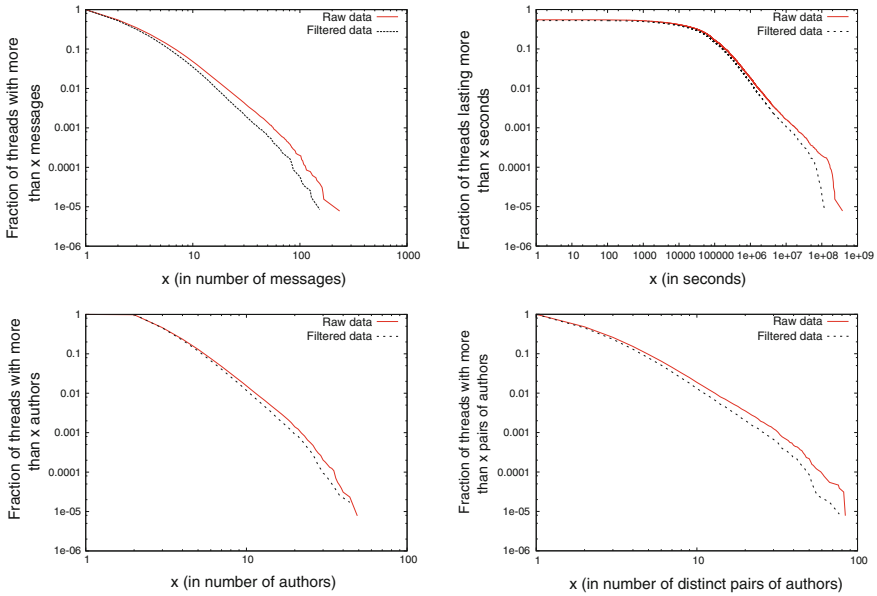 Fraction of threads with more
than x messages
1
0.1
0.01
0.001
0.0001
1e-05
1e-06
Raw data
Filtered data
1
10
100
1000
x (in number of messages)
Fraction of threads lasting more
than x seconds
1
0.1
0.01
0.001
0.0001
1e-05
1e-06
Raw data
Filtered data
1
10
100
1000
10000
100000
1e+06
1e+07
1e+08
1e+09
x (in seconds)
Fraction of threads with more
than x authors
1
0.1
0.01
0.001
0.0001
1e-05
1e-06
Raw data
Filtered data
1
10
100
x (in number of authors)
Fraction of threads with more
than x pairs of authors
1
0.1
0.01
0.001
0.0001
1e-05
1e-06
Raw data
Filtered data
1
10
100
x (in number of distinct pairs of authors)